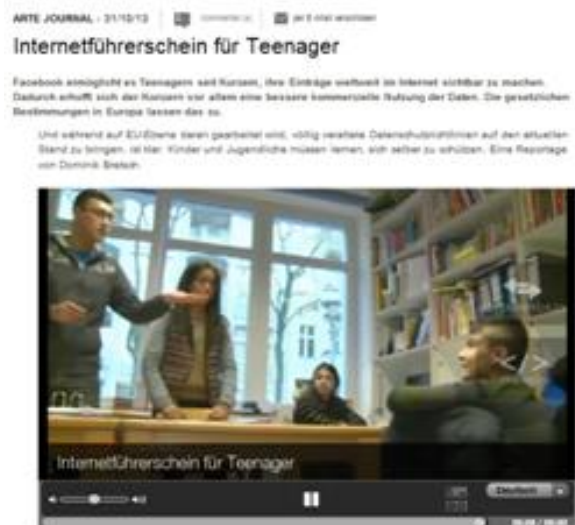 ARTE JOURNAL - 31/10/13 per E-Mail verschicken
Internetführerschein für Teenager
Facebook ermöglicht es Teenagern seit Kurzem, ihre Einträge weltweit im Internet sichtbar zu machen.
Dadurch erhofft sich der Konzern vor allem eine bessere kommerzielle Nutzung der Daten. Die gesetzlichen
Bestimmungen in Europa lassen das zu.
Und während auf EU-Ebene daran gearbeitet wird, völlig veraltete Datenschutzrichtlinien auf den aktuellen
Stand zu bringen, ist klar: Kinder und Jugendliche müssen lernen, sich selber zu schützen. Eine Reportage
von Dominik Bretsch.
Internetführerschein für Teenager
Deutsch